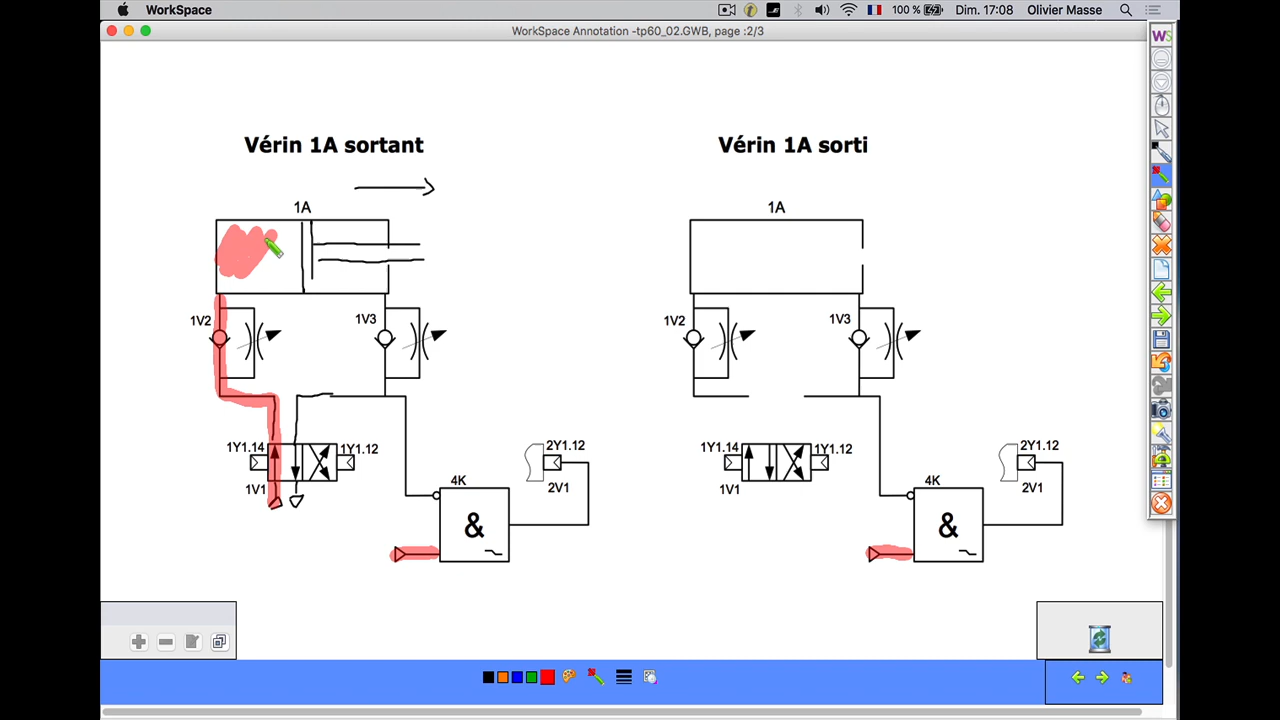 WorkSpace
100 %
Dim. 17:08
Olivier Masse
WorkSpace Annotation -tp60_02.GWB, page :2/3
WS
Vérin 1A sortant
Vérin 1A sorti
1A
1A
1V2
1V3
1V2
1V3
1Y1.14
1Y1.12
1V1
2Y1.12
2V1
4K
&
1Y1.14
1Y1.12
1V1
2Y1.12
2V1
4K
&